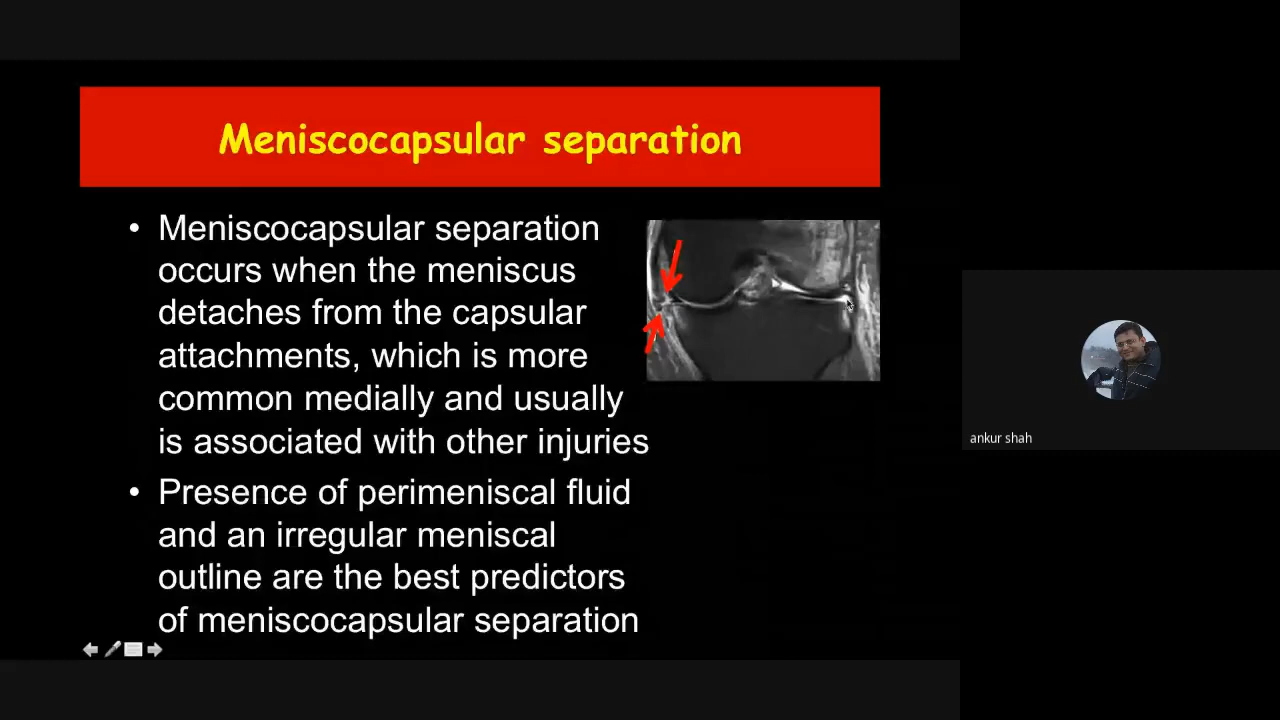 Meniscocapsular separation
• Meniscocapsular separation
occurs when the meniscus
detaches from the capsular
attachments, which is more
common medially and usually
is associated with other injuries
• Presence of perimeniscal fluid
and an irregular meniscal
outline are the best predictors
of meniscocapsular separation
ankur shah